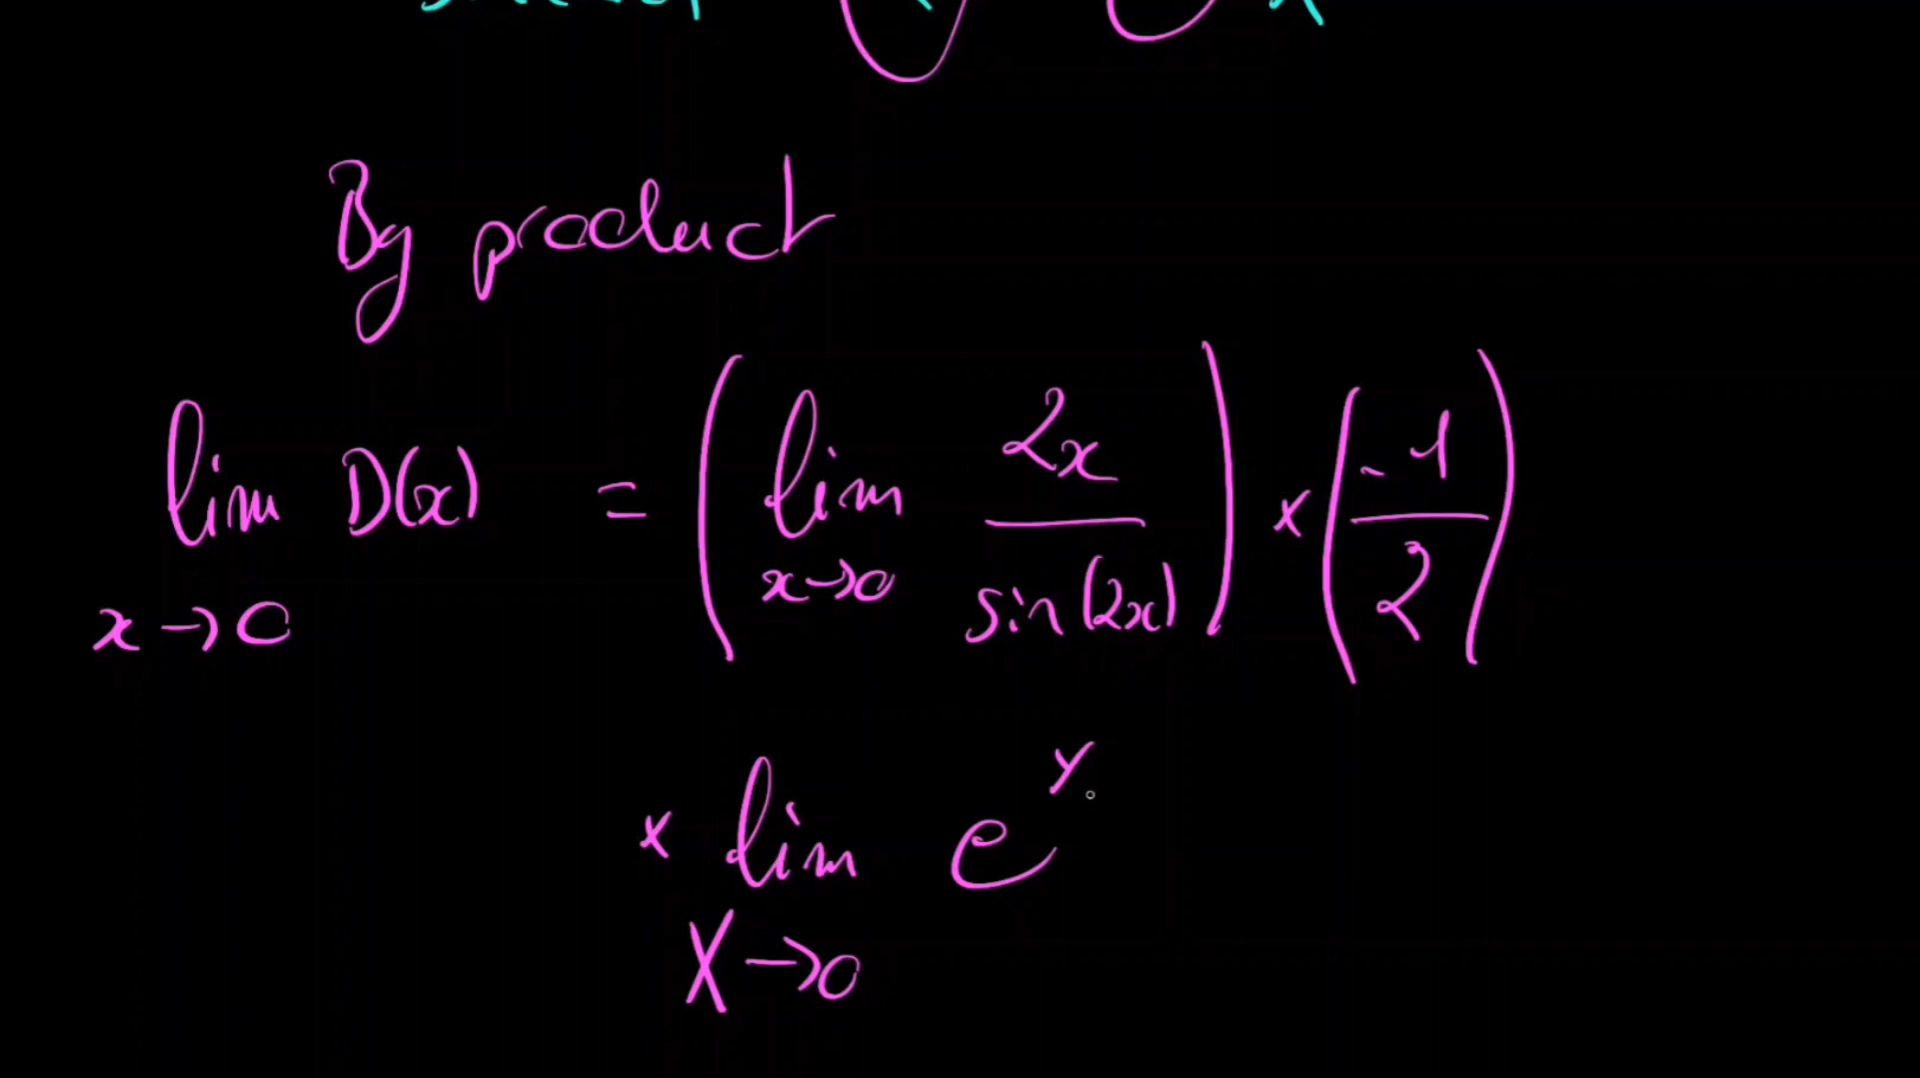 By product
lim D(x) = ( lim 2x / sin(2x) ) × ( -1 / 2 )
x→0 x→0
× lim e
X→0